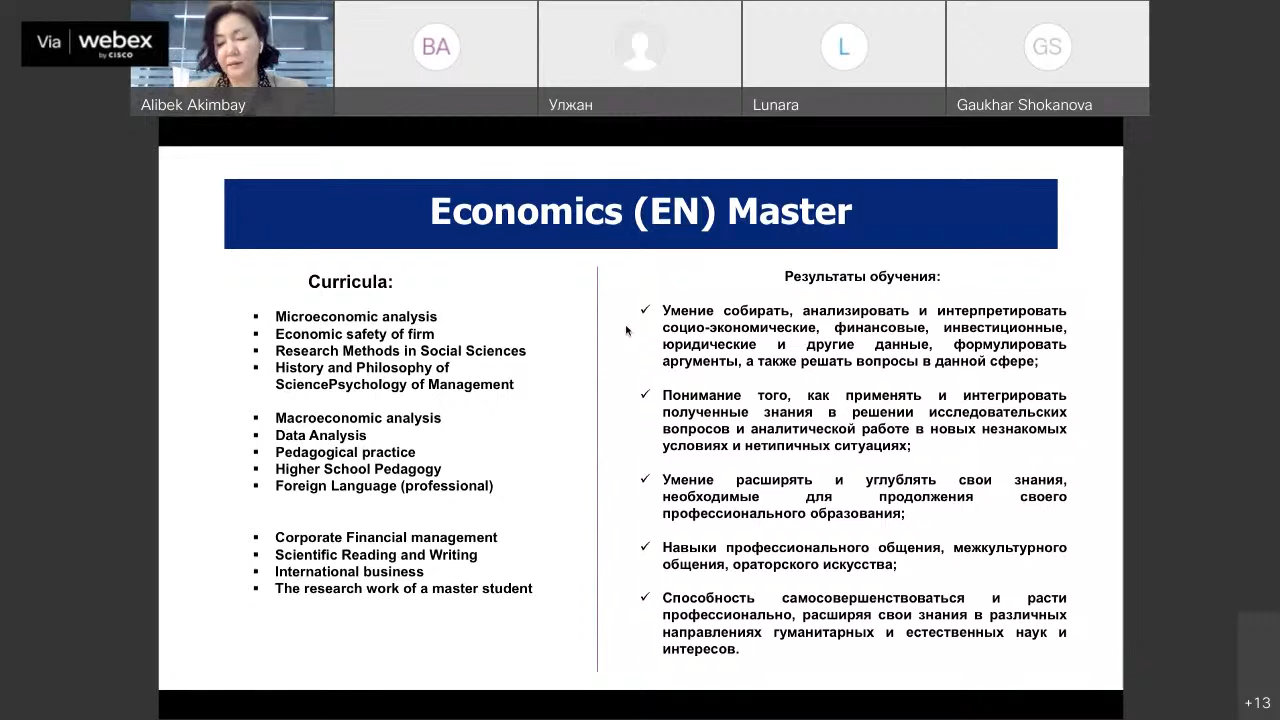 Via webex
by CISCO
BA
L
GS
Alibek Akimbay
Улжан
Lunara
Gaukhar Shokanova
Economics (EN) Master
Curricula:
▪ Microeconomic analysis
▪ Economic safety of firm
▪ Research Methods in Social Sciences
▪ History and Philosophy of
SciencePsychology of Management
▪ Macroeconomic analysis
▪ Data Analysis
▪ Pedagogical practice
▪ Higher School Pedagogy
▪ Foreign Language (professional)
▪ Corporate Financial management
▪ Scientific Reading and Writing
▪ International business
▪ The research work of a master student
Результаты обучения:
✓ Умение собирать, анализировать и интерпретировать
социо-экономические, финансовые, инвестиционные,
юридические и другие данные, формулировать
аргументы, а также решать вопросы в данной сфере;
✓ Понимание того, как применять и интегрировать
полученные знания в решении исследовательских
вопросов и аналитической работе в новых незнакомых
условиях и нетипичных ситуациях;
✓ Умение расширять и углублять свои знания,
необходимые для продолжения своего
профессионального образования;
✓ Навыки профессионального общения, межкультурного
общения, ораторского искусства;
✓ Способность самосовершенствоваться и расти
профессионально, расширяя свои знания в различных
направлениях гуманитарных и естественных наук и
интересов.
+13